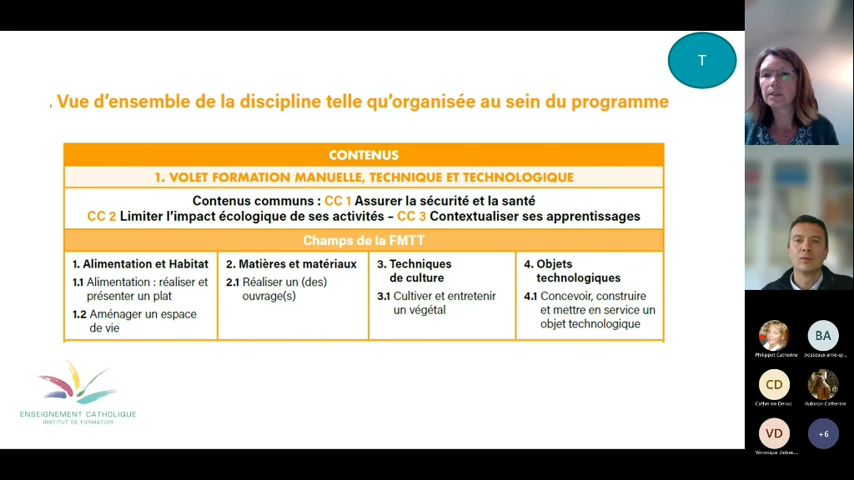 . Vue d'ensemble de la discipline telle qu'organisée au sein du programme
T
CONTENUS
1. VOLET FORMATION MANUELLE, TECHNIQUE ET TECHNOLOGIQUE
Contenus communs : CC 1 Assurer la sécurité et la santé
CC 2 Limiter l'impact écologique de ses activités – CC 3 Contextualiser ses apprentissages
Champs de la FMTT
1. Alimentation et Habitat
1.1 Alimentation : réaliser et
présenter un plat
1.2 Aménager un espace
de vie
2. Matières et matériaux
2.1 Réaliser un (des)
ouvrage(s)
3. Techniques
de culture
3.1 Cultiver et entretenir
un végétal
4. Objets
technologiques
4.1 Concevoir, construire
et mettre en service un
objet technologique
ENSEIGNEMENT CATHOLIQUE
INSTITUT DE FORMATION
Philippet Catherine
BA
CD
Catherine
Catherine
VD
Véronique
+6